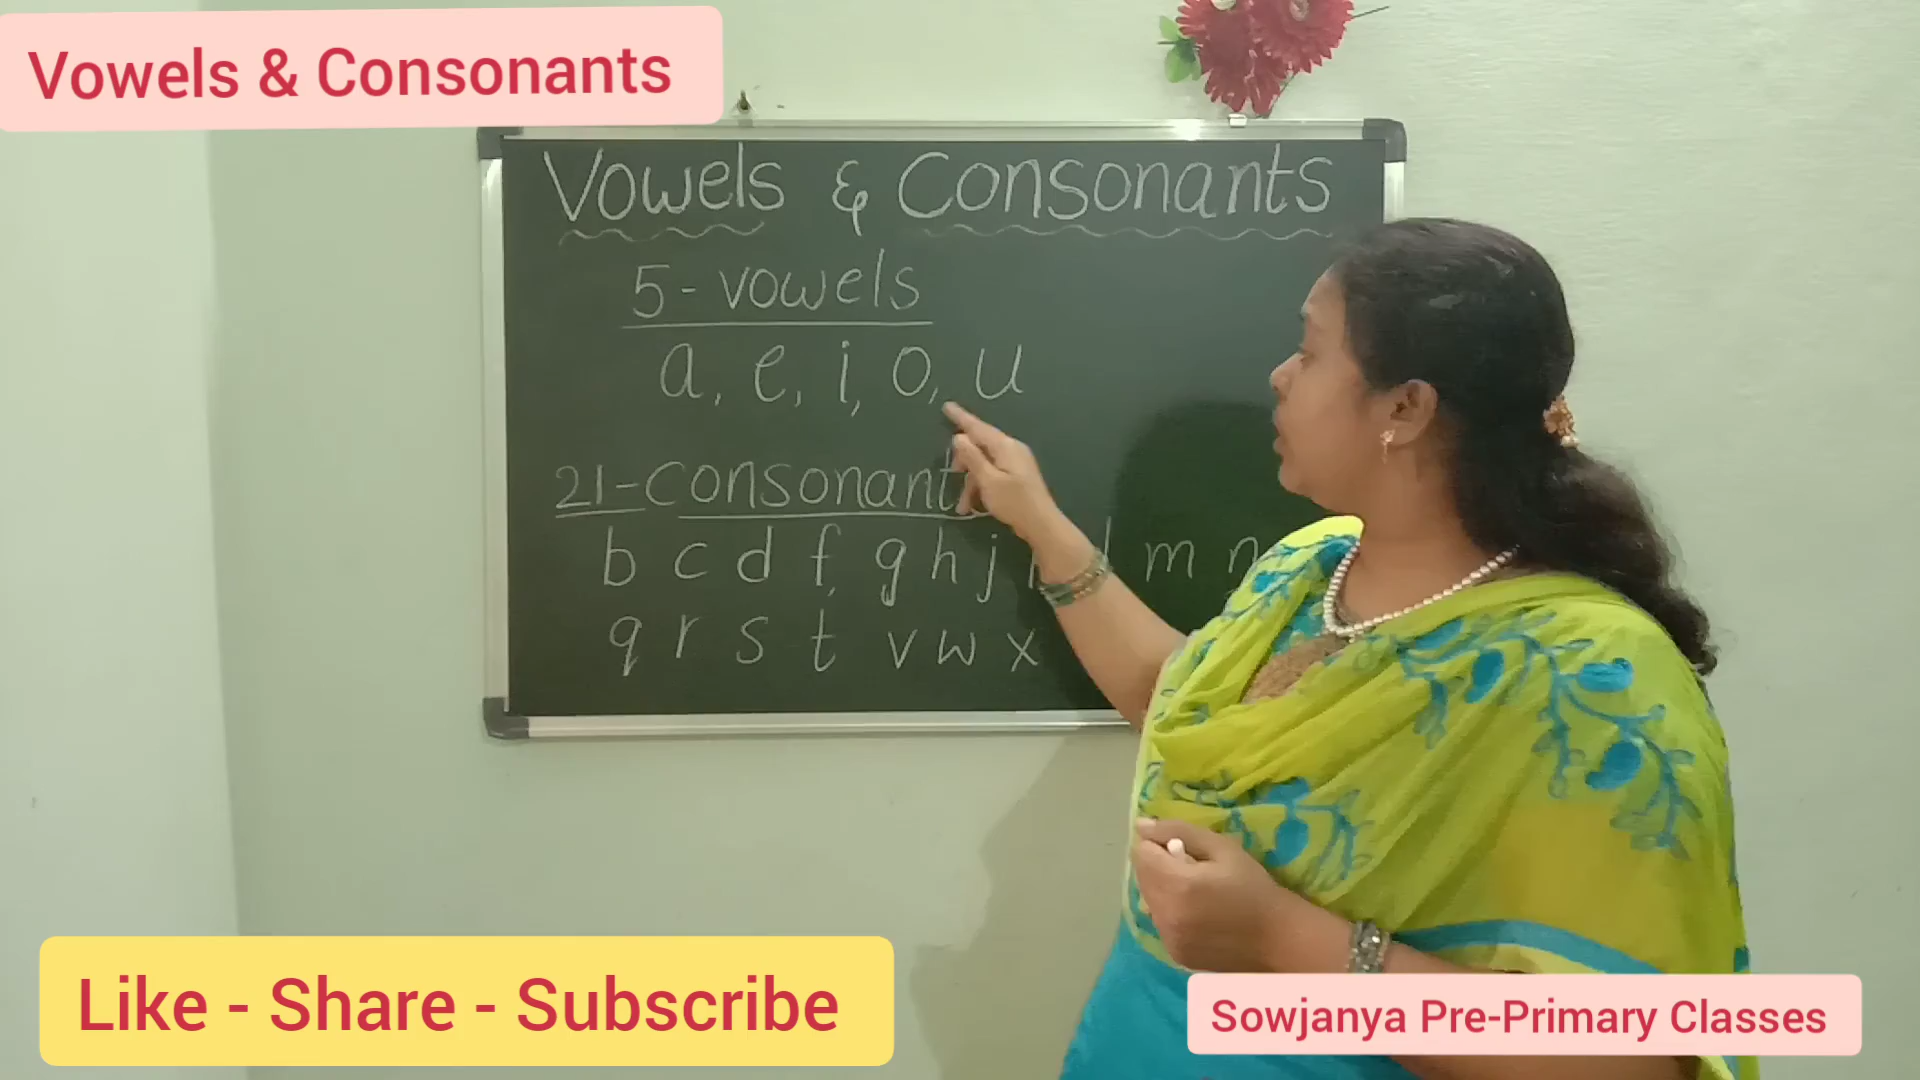 Vowels & Consonants
Vowels & Consonants
5 - vowels
a, e, i, o, u
21 - Consonant
b c d f g h j l m n
q r s t v w x
Like - Share - Subscribe
Sowjanya Pre-Primary Classes